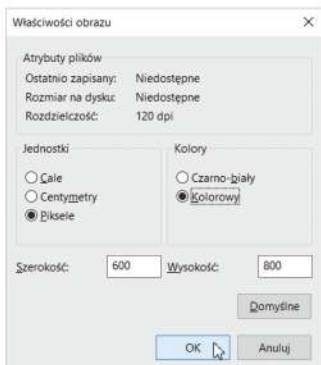 Właściwości obrazu
Atrybuty plików
Ostatnio zapisany: Niedostępne
Rozmiar na dysku: Niedostępne
Rozdzielczość: 120 dpi
Jednostki
Cale
Centymetry
Piksele
Kolory
Czarno-biały
Kolorowy
Szerokość: 600 Wysokość: 800
Domyślne
OK Anuluj